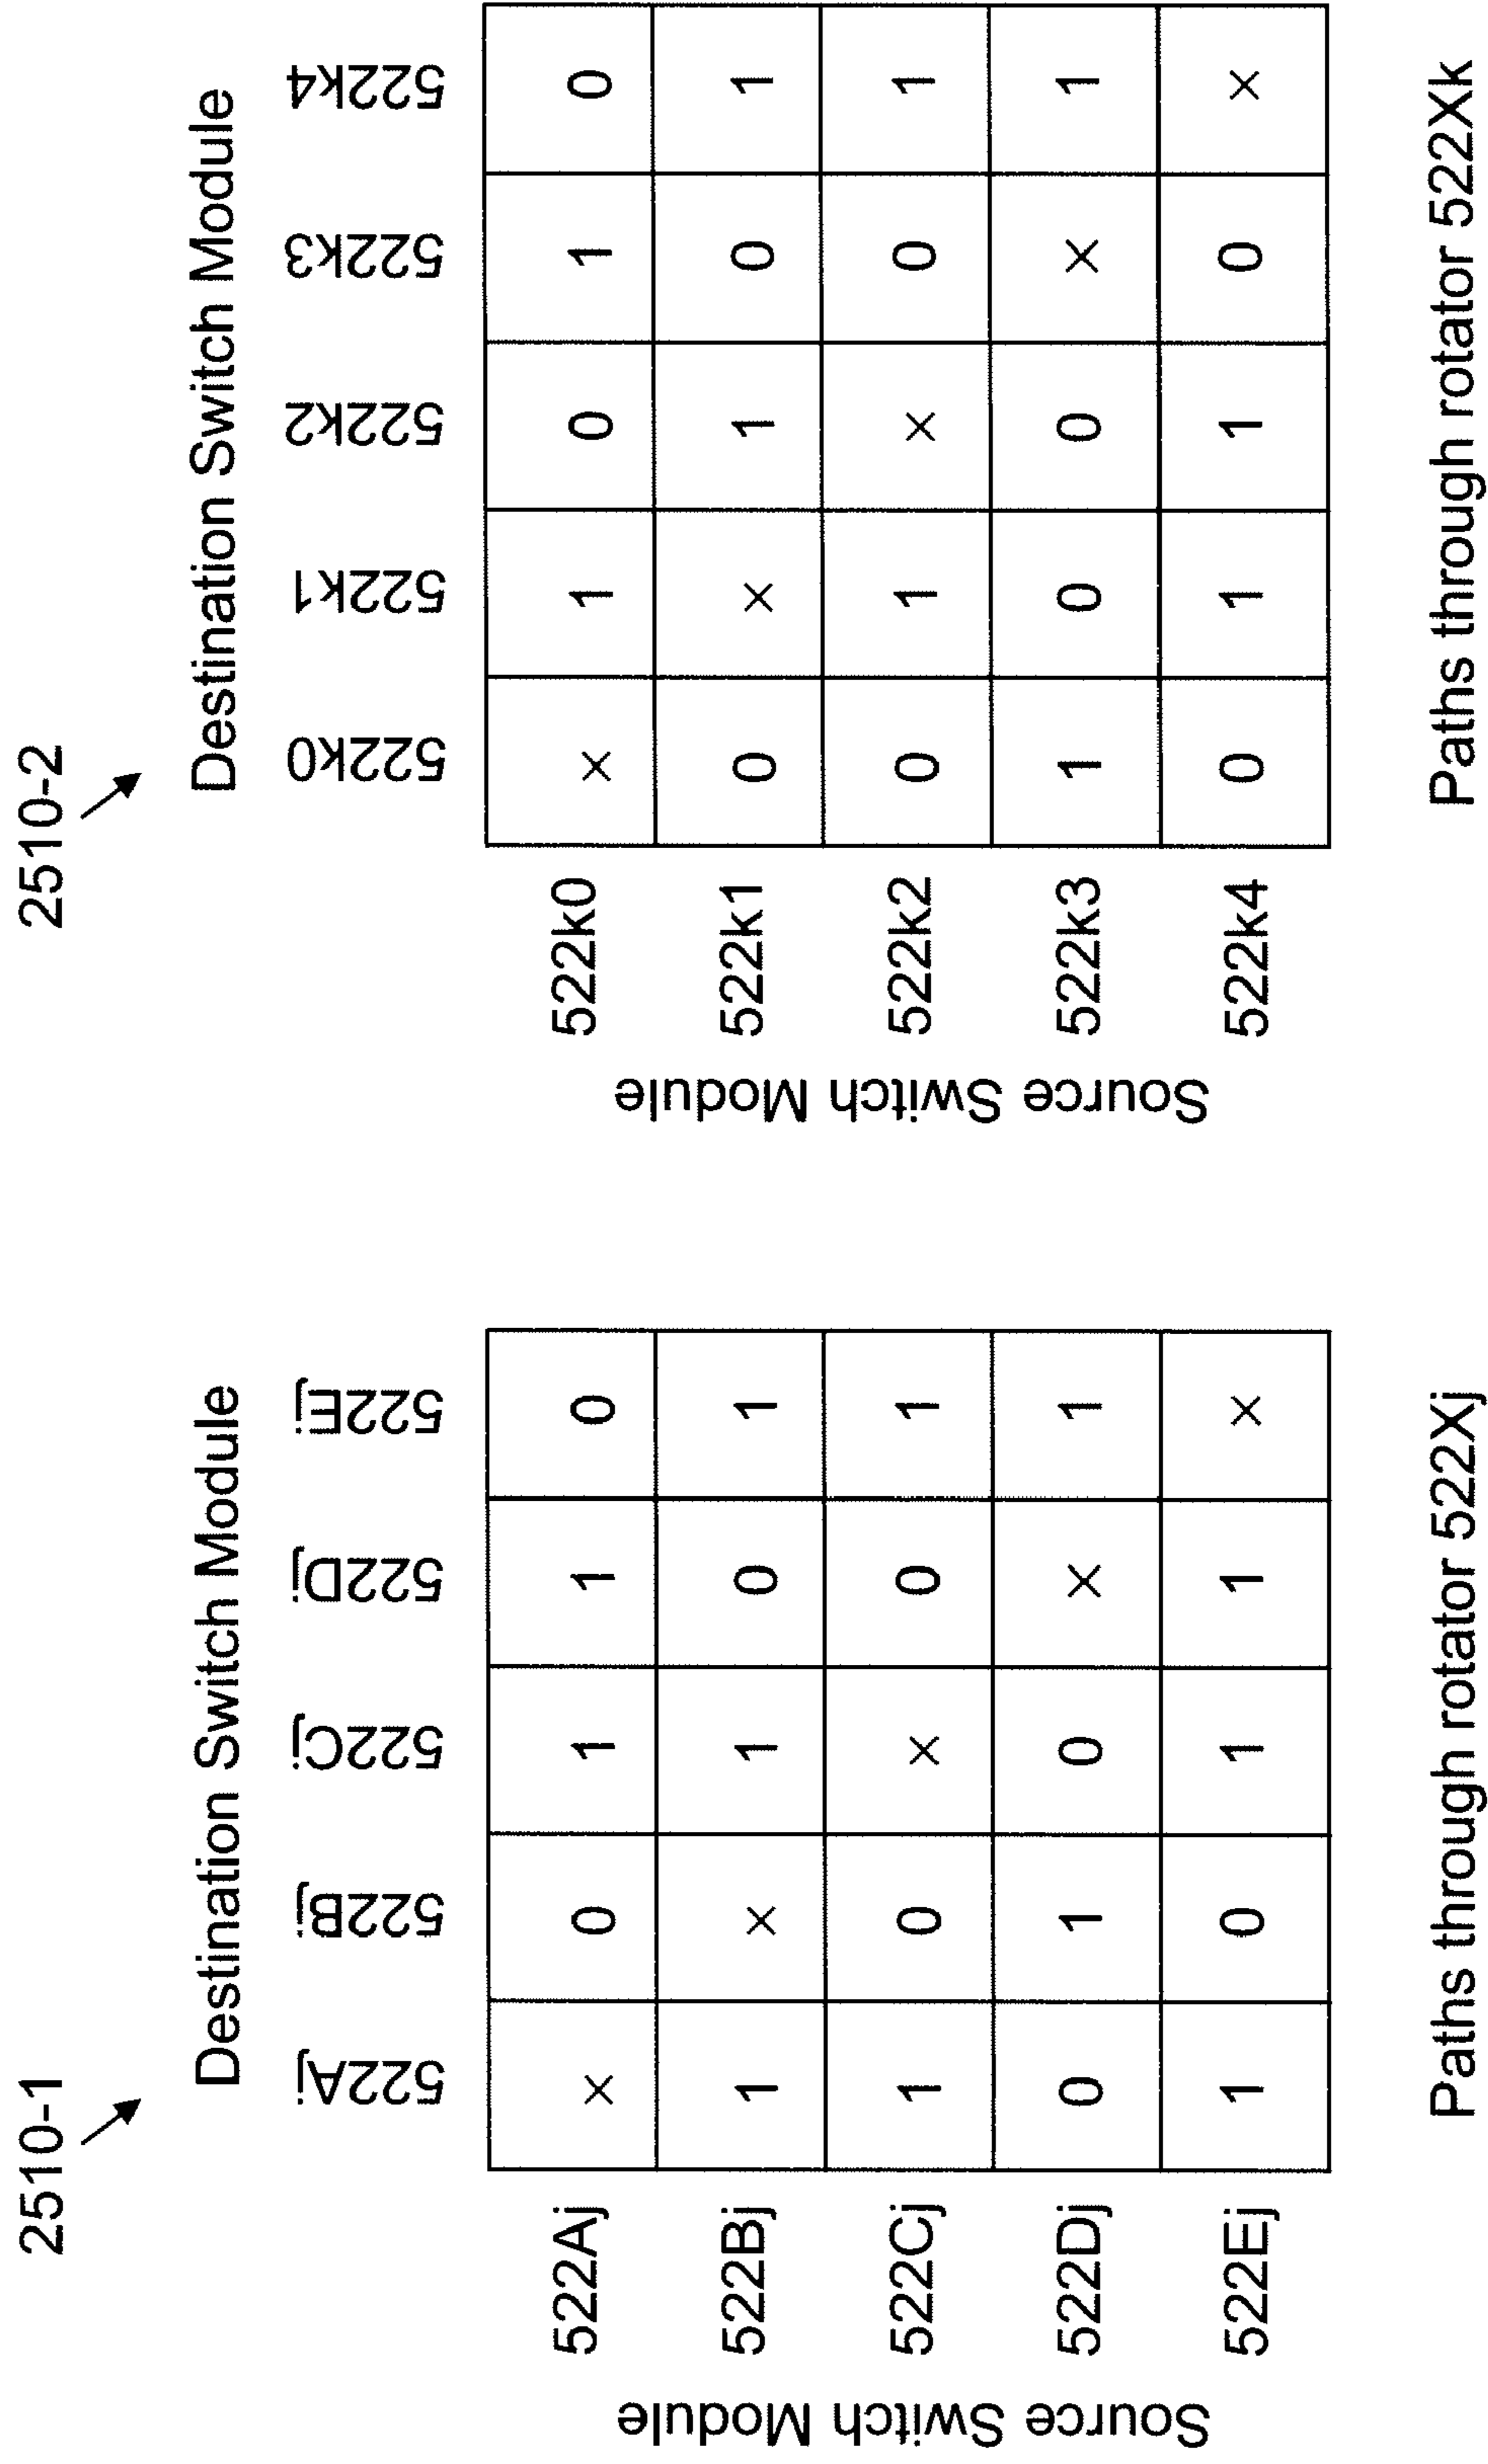 2510-1
Destination Switch Module
522Aj 522Bj 522Cj 522Dj 522Ej
Source Switch Module
522Aj × 0 1 1 0
522Bj 1 × 1 0 1
522Cj 1 0 × 0 1
522Dj 0 1 0 × 1
522Ej 1 0 1 1 ×
Paths through rotator 522Xj
2510-2
Destination Switch Module
522k0 522k1 522k2 522k3 522k4
Source Switch Module
522k0 × 1 0 1 0
522k1 0 × 1 0 1
522k2 0 1 × 0 1
522k3 1 0 0 × 1
522k4 0 1 1 0 ×
Paths through rotator 522Xk